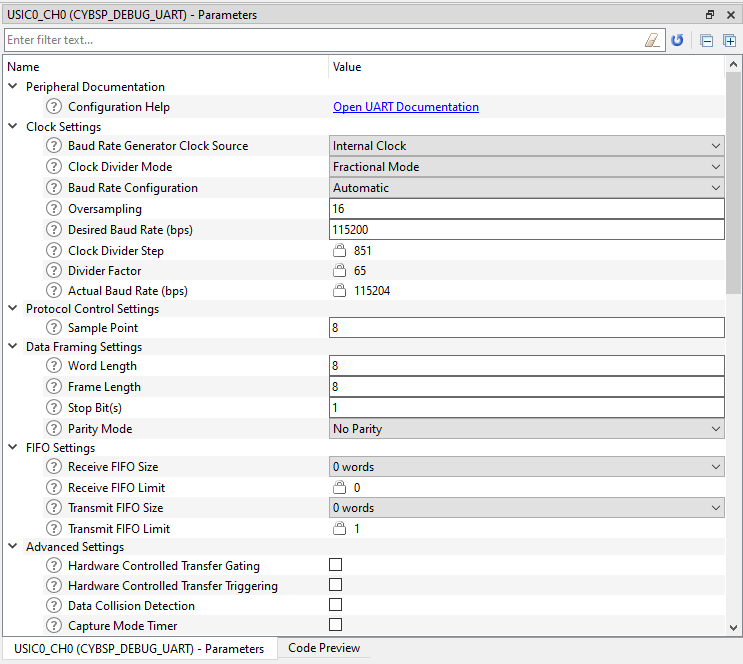 USIC0_CH0 (CYBSP_DEBUG_UART) - Parameters
Enter filter text...
Name Value
Peripheral Documentation
? Configuration Help Open UART Documentation
Clock Settings
? Baud Rate Generator Clock Source Internal Clock
? Clock Divider Mode Fractional Mode
? Baud Rate Configuration Automatic
? Oversampling 16
? Desired Baud Rate (bps) 115200
? Clock Divider Step 851
? Divider Factor 65
? Actual Baud Rate (bps) 115204
Protocol Control Settings
? Sample Point 8
Data Framing Settings
? Word Length 8
? Frame Length 8
? Stop Bit(s) 1
? Parity Mode No Parity
FIFO Settings
? Receive FIFO Size 0 words
? Receive FIFO Limit 0
? Transmit FIFO Size 0 words
? Transmit FIFO Limit 1
Advanced Settings
? Hardware Controlled Transfer Gating
? Hardware Controlled Transfer Triggering
? Data Collision Detection
? Capture Mode Timer
USIC0_CH0 (CYBSP_DEBUG_UART) - Parameters Code Preview